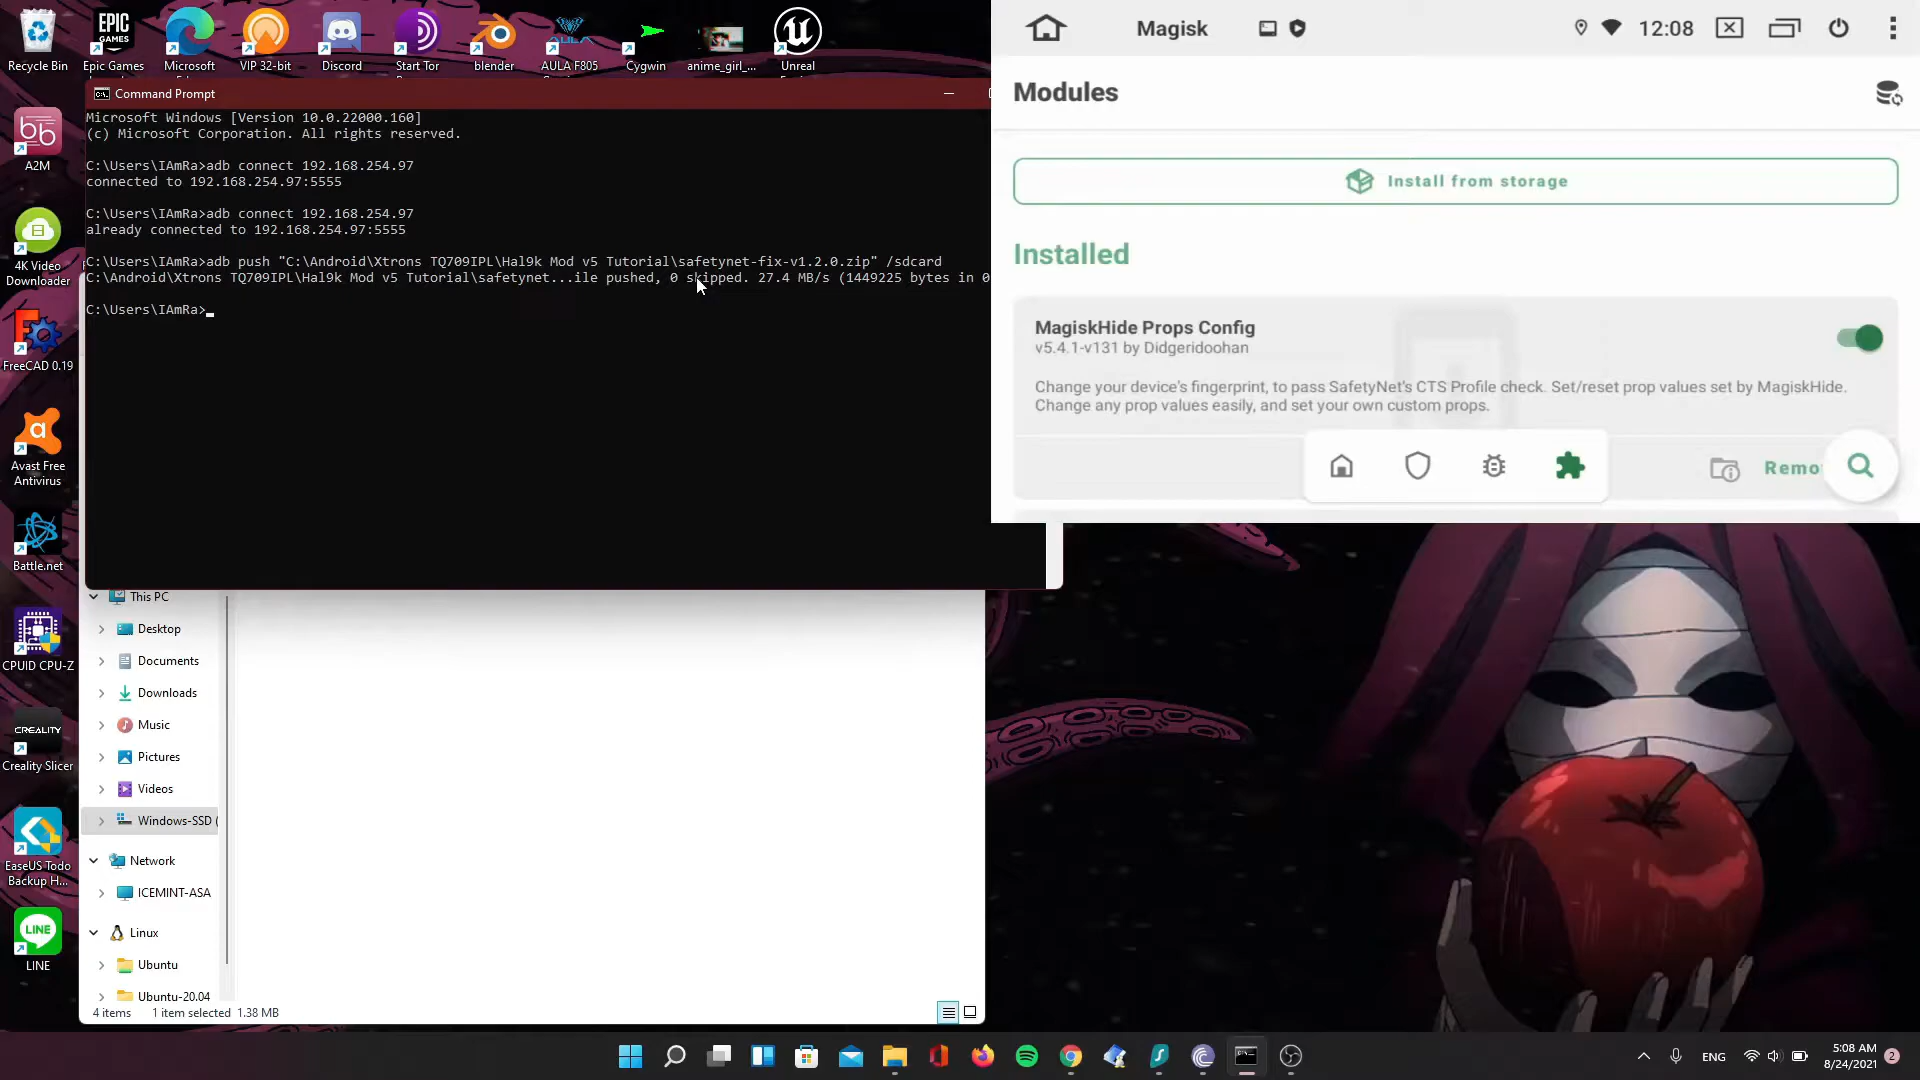 Recycle Bin
Epic Games
Microsoft
VIP 32-bit
Discord
Start Tor
blender
AULA F805
Cygwin
anime_girl_...
Unreal
A2M
4K Video
Downloader
FreeCAD 0.19
Avast Free
Antivirus
Battle.net
CPUID CPU-Z
CREALITY
Creality Slicer
EaseUS Todo
Backup H...
LINE
LINE
Command Prompt
Microsoft Windows [Version 10.0.22000.160]
(c) Microsoft Corporation. All rights reserved.
C:\Users\IAmRa>adb connect 192.168.254.97
connected to 192.168.254.97:5555
C:\Users\IAmRa>adb connect 192.168.254.97
already connected to 192.168.254.97:5555
C:\Users\IAmRa>adb push "C:\Android\Xtrons TQ709IPL\Hal9k Mod v5 Tutorial\safetynet-fix-v1.2.0.zip" /sdcard
C:\Android\Xtrons TQ709IPL\Hal9k Mod v5 Tutorial\safetynet...ile pushed, 0 skipped. 27.4 MB/s (1449225 bytes in 0
C:\Users\IAmRa>
Magisk
12:08
Modules
Install from storage
Installed
MagiskHide Props Config
v5.4.1-v131 by Didgeridoohan
Change your device's fingerprint, to pass SafetyNet's CTS Profile check. Set/reset prop values set by MagiskHide.
Change any prop values easily, and set your own custom props.
Remo
This PC
Desktop
Documents
Downloads
Music
Pictures
Videos
Windows-SSD (
Network
ICEMINT-ASA
Linux
Ubuntu
Ubuntu-20.04
4 items 1 item selected 1.38 MB
ENG
5:08 AM
8/24/2021
2